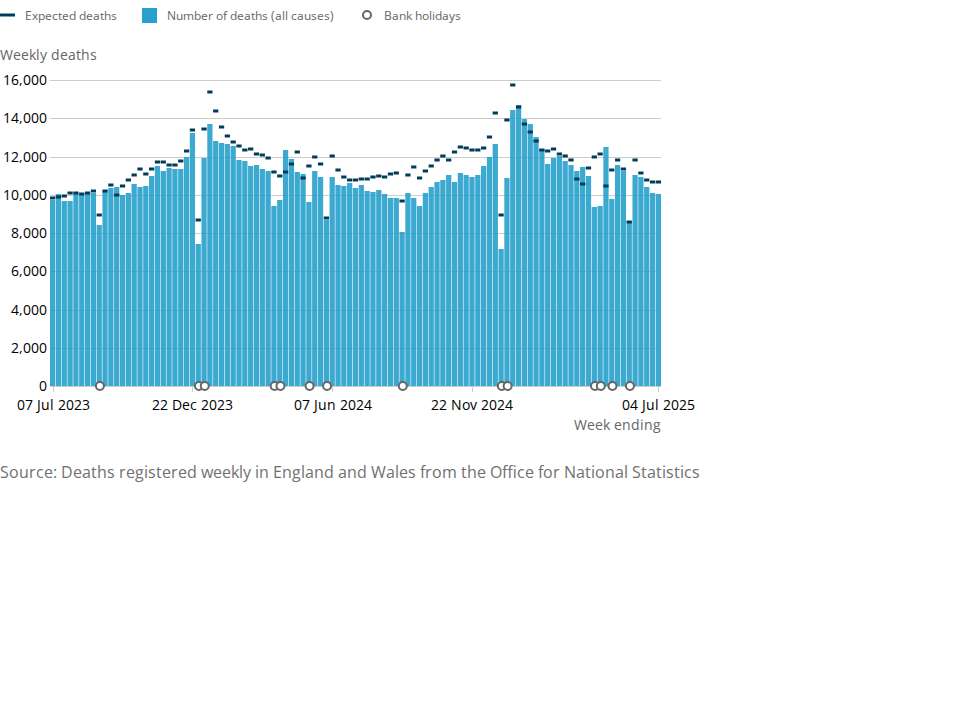 Expected deaths Number of deaths (all causes) Bank holidays
Weekly deaths
16,000
14,000
12,000
10,000
8,000
6,000
4,000
2,000
0
07 Jul 2023 22 Dec 2023 07 Jun 2024 22 Nov 2024 04 Jul 2025
Week ending
Source: Deaths registered weekly in England and Wales from the Office for National Statistics